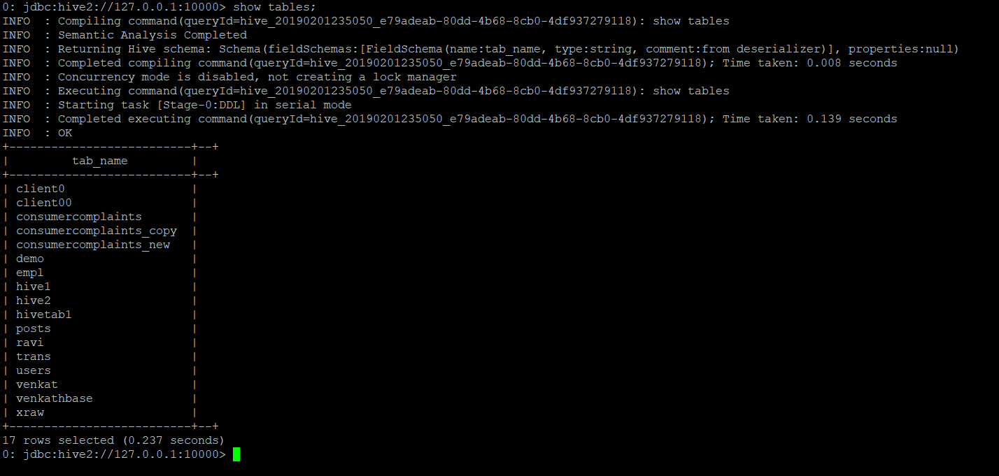 0: jdbc:hive2://127.0.0.1:10000> show tables;
INFO  : Compiling command(queryId=hive_20190201235050_e79adeab-80dd-4b68-8cb0-4df937279118): show tables
INFO  : Semantic Analysis Completed
INFO  : Returning Hive schema: Schema(fieldSchemas:[FieldSchema(name:tab_name, type:string, comment:from deserializer)], properties:null)
INFO  : Completed compiling command(queryId=hive_20190201235050_e79adeab-80dd-4b68-8cb0-4df937279118); Time taken: 0.008 seconds
INFO  : Concurrency mode is disabled, not creating a lock manager
INFO  : Executing command(queryId=hive_20190201235050_e79adeab-80dd-4b68-8cb0-4df937279118): show tables
INFO  : Starting task [Stage-0:DDL] in serial mode
INFO  : Completed executing command(queryId=hive_20190201235050_e79adeab-80dd-4b68-8cb0-4df937279118); Time taken: 0.139 seconds
INFO  : OK
+--------------------------+--+
|         tab_name         |
+--------------------------+--+
| client0                  |
| client00                 |
| consumercomplaints       |
| consumercomplaints_copy  |
| consumercomplaints_new   |
| demo                     |
| empl                     |
| hive1                    |
| hive2                    |
| hivetab1                 |
| posts                    |
| ravi                     |
| trans                    |
| users                    |
| venkat                   |
| venkathbase              |
| xraw                     |
+--------------------------+--+
17 rows selected (0.237 seconds)
0: jdbc:hive2://127.0.0.1:10000>